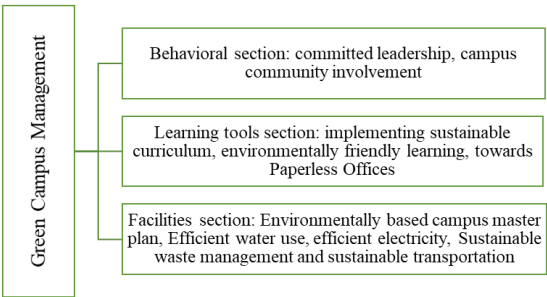 Green Campus Management
Behavioral section: committed leadership, campus
community involvement
Learning tools section: implementing sustainable
curriculum, environmentally friendly learning, towards
Paperless Offices
Facilities section: Environmentally based campus master
plan, Efficient water use, efficient electricity, Sustainable
waste management and sustainable transportation